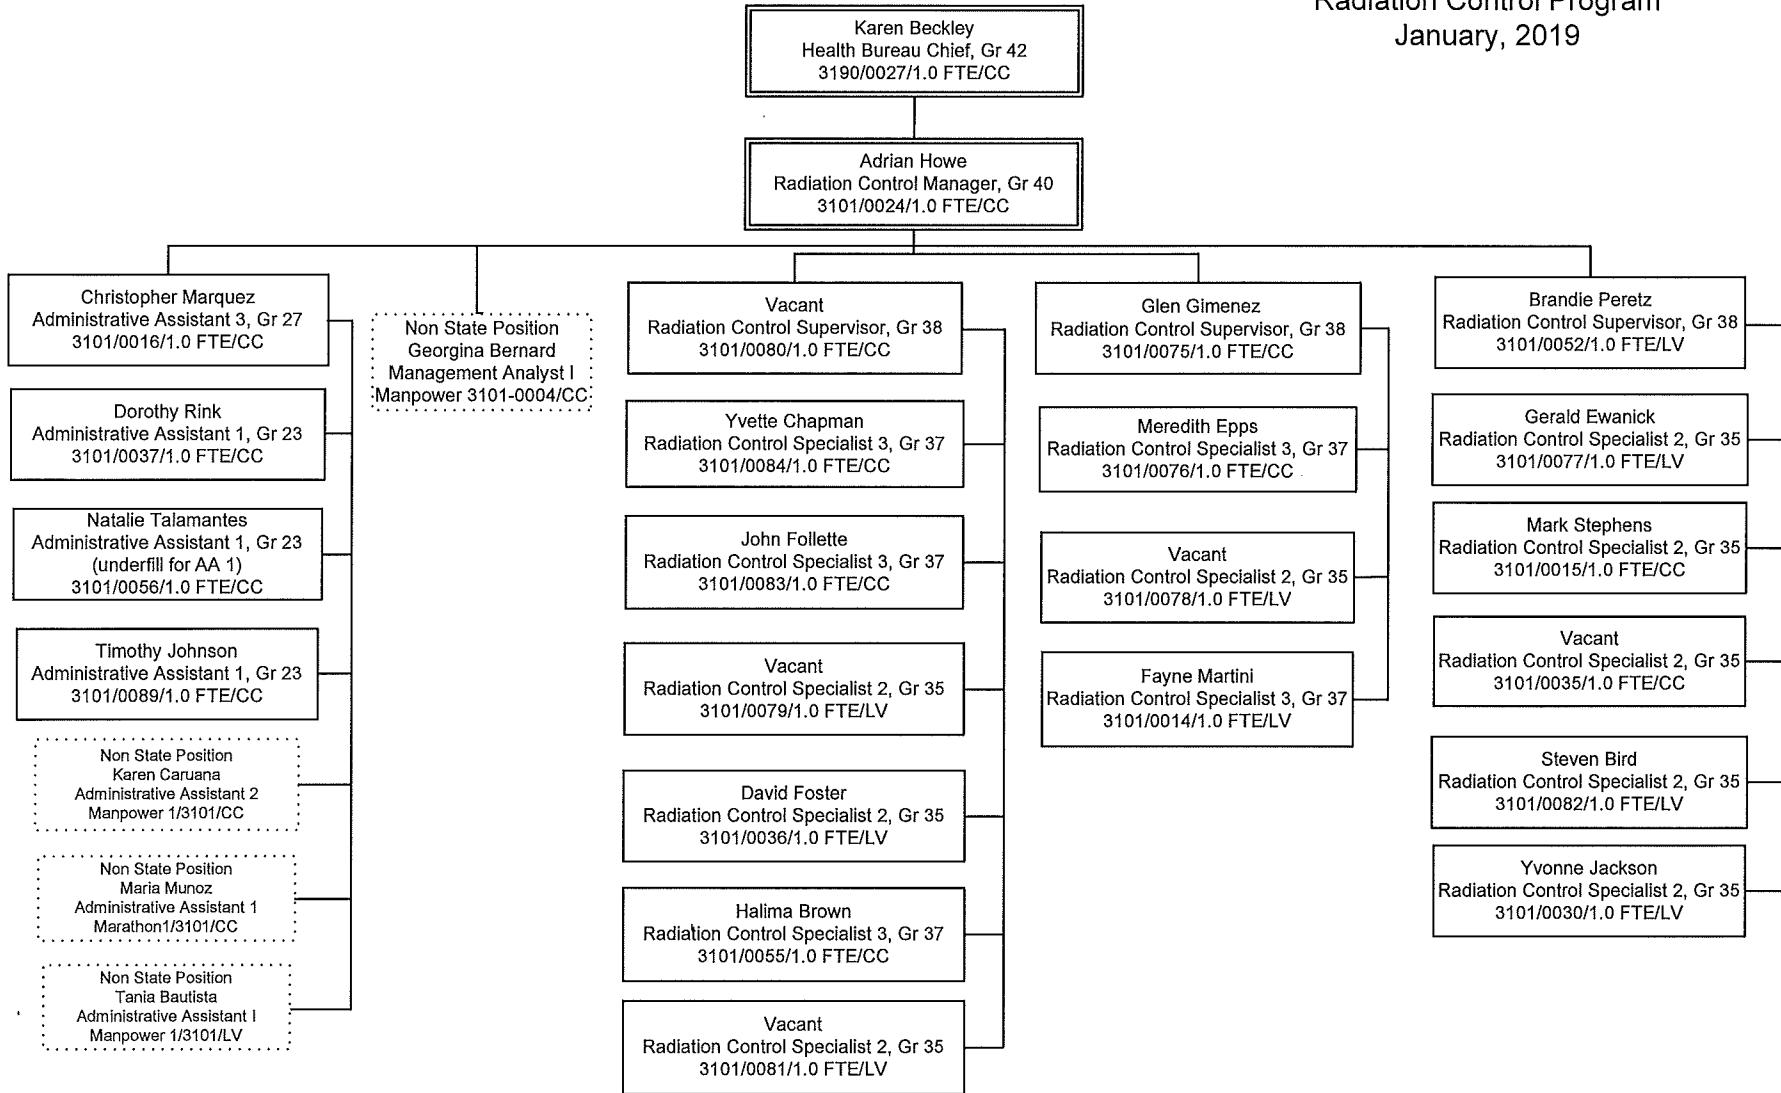 Radiation Control Program
January, 2019
Karen Beckley
Health Bureau Chief, Gr 42
3190/0027/1.0 FTE/CC
Adrian Howe
Radiation Control Manager, Gr 40
3101/0024/1.0 FTE/CC
Christopher Marquez
Administrative Assistant 3, Gr 27
3101/0016/1.0 FTE/CC
Dorothy Rink
Administrative Assistant 1, Gr 23
3101/0037/1.0 FTE/CC
Natalie Talamantes
Administrative Assistant 1, Gr 23
(underfill for AA 1)
3101/0056/1.0 FTE/CC
Timothy Johnson
Administrative Assistant 1, Gr 23
3101/0089/1.0 FTE/CC
Non State Position
Karen Caruana
Administrative Assistant 2
Manpower 1/3101/CC
Non State Position
Maria Munoz
Administrative Assistant 1
Marathon1/3101/CC
Non State Position
Tania Bautista
Administrative Assistant I
Manpower 1/3101/LV
Non State Position
Georgina Bernard
Management Analyst I
Manpower 3101-0004/CC
Vacant
Radiation Control Supervisor, Gr 38
3101/0080/1.0 FTE/CC
Yvette Chapman
Radiation Control Specialist 3, Gr 37
3101/0084/1.0 FTE/CC
John Follette
Radiation Control Specialist 3, Gr 37
3101/0083/1.0 FTE/CC
Vacant
Radiation Control Specialist 2, Gr 35
3101/0079/1.0 FTE/LV
David Foster
Radiation Control Specialist 2, Gr 35
3101/0036/1.0 FTE/LV
Halima Brown
Radiation Control Specialist 3, Gr 37
3101/0055/1.0 FTE/CC
Vacant
Radiation Control Specialist 2, Gr 35
3101/0081/1.0 FTE/LV
Glen Gimenez
Radiation Control Supervisor, Gr 38
3101/0075/1.0 FTE/CC
Meredith Epps
Radiation Control Specialist 3, Gr 37
3101/0076/1.0 FTE/CC
Vacant
Radiation Control Specialist 2, Gr 35
3101/0078/1.0 FTE/LV
Fayne Martini
Radiation Control Specialist 3, Gr 37
3101/0014/1.0 FTE/LV
Brandie Peretz
Radiation Control Supervisor, Gr 38
3101/0052/1.0 FTE/LV
Gerald Ewanick
Radiation Control Specialist 2, Gr 35
3101/0077/1.0 FTE/LV
Mark Stephens
Radiation Control Specialist 2, Gr 35
3101/0015/1.0 FTE/CC
Vacant
Radiation Control Specialist 2, Gr 35
3101/0035/1.0 FTE/CC
Steven Bird
Radiation Control Specialist 2, Gr 35
3101/0082/1.0 FTE/LV
Yvonne Jackson
Radiation Control Specialist 2, Gr 35
3101/0030/1.0 FTE/LV